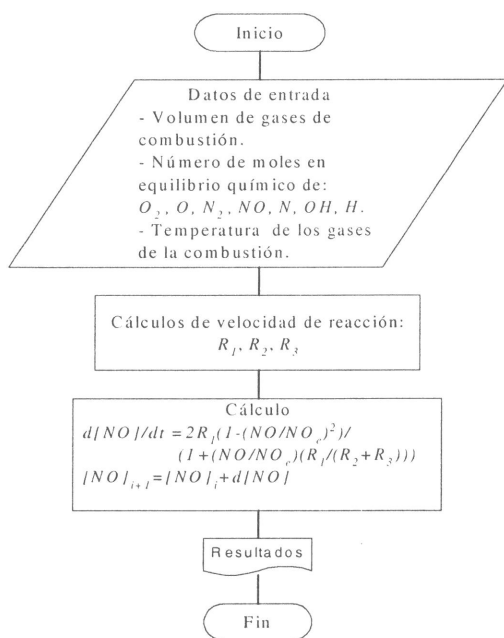 Inicio
Datos de entrada
- Volumen de gases de
combustión.
- Número de moles en
equilibrio químico de:
O₂, O, N₂, NO, N, OH, H.
- Temperatura de los gases
de la combustión.
Cálculos de velocidad de reacción:
R₁, R₂, R₃
Cálculo
d[NO]/dt = 2R₁(1-(NO/NOₑ)²)/
(1+(NO/NOₑ)(R₁/(R₂+R₃)))
[NO]ᵢ₊₁=[NO]ᵢ+d[NO]
Resultados
Fin